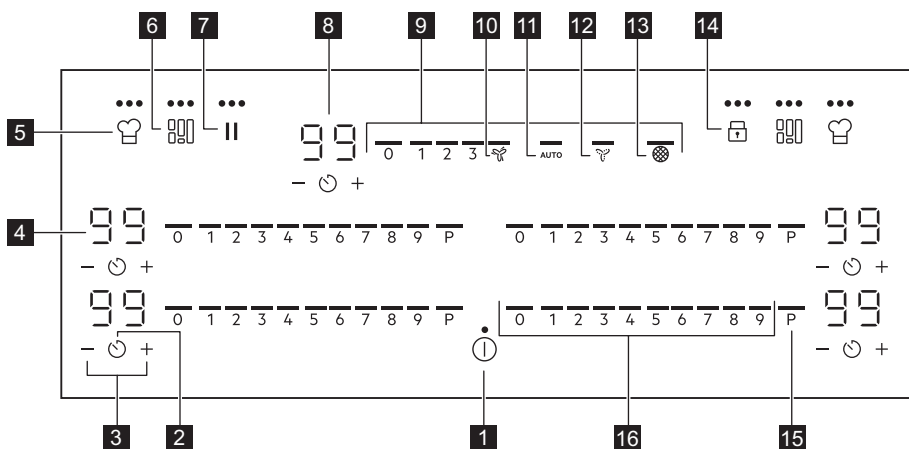 6 7 8 9 10 11 12 13 14
5
99 0 1 2 3 AUTO
− +
4 99 0 1 2 3 4 5 6 7 8 9 P 0 1 2 3 4 5 6 7 8 9 P 99
− + − +
99 0 1 2 3 4 5 6 7 8 9 P 0 1 2 3 4 5 6 7 8 9 P 99
− + − +
3 2 1 16 15